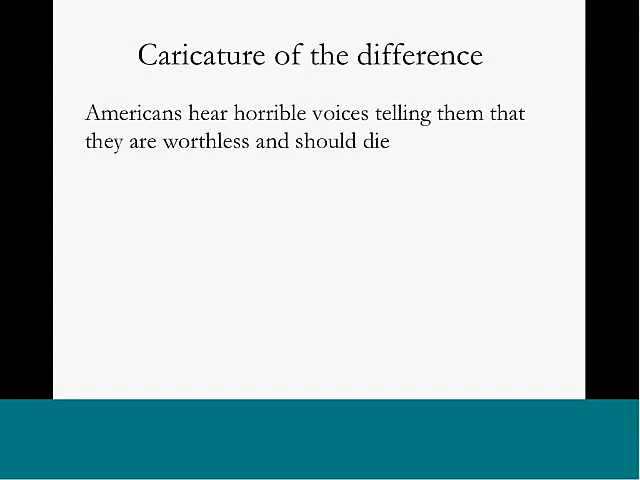 Caricature of the difference
Americans hear horrible voices telling them that
they are worthless and should die